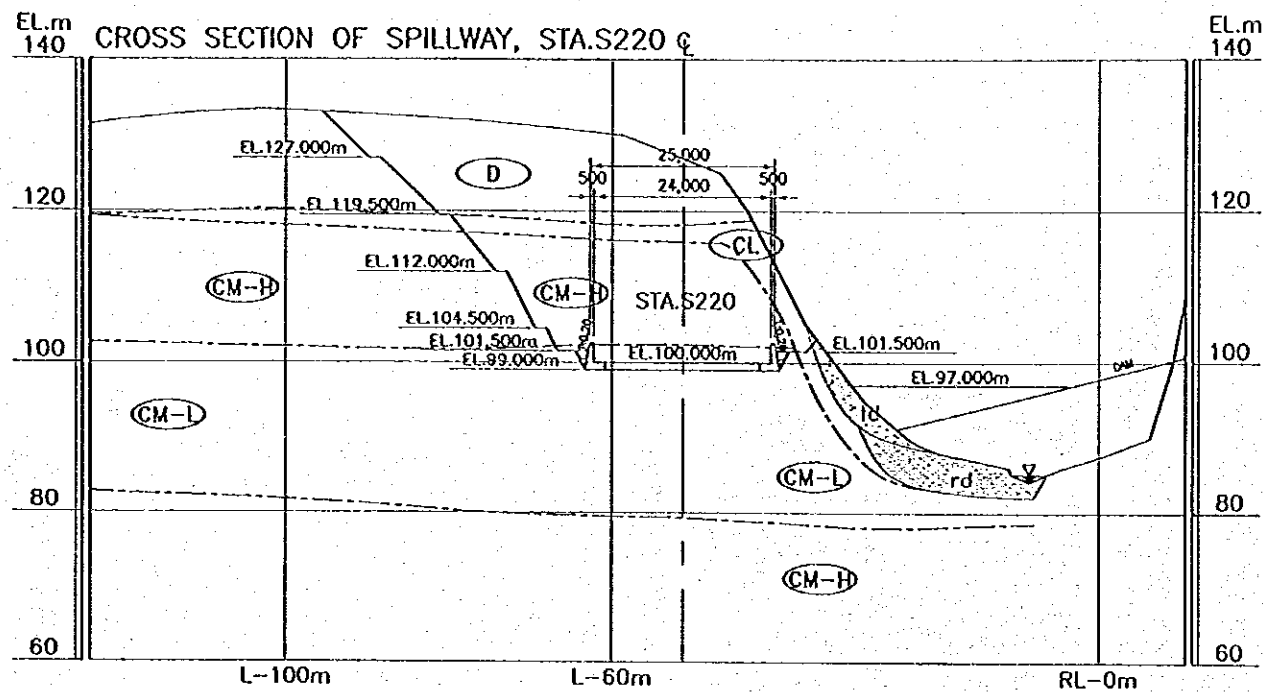 EL.m EL.m
140 CROSS SECTION OF SPILLWAY, STA.S220 ℄ 140
EL.127.000m
25,000
D
500 500
24,000
120 EL.119.500m 120
CL
EL.112.000m
CM-H CM-H
STA.S220
EL.104.500m
EL.101.500m EL.101.500m
100 EL.99.000m EL.100.000m 100
DAM
EL.97.000m
CM-L
ld
CM-L
rd
80 80
CM-H
60 60
L-100m L-60m RL-0m